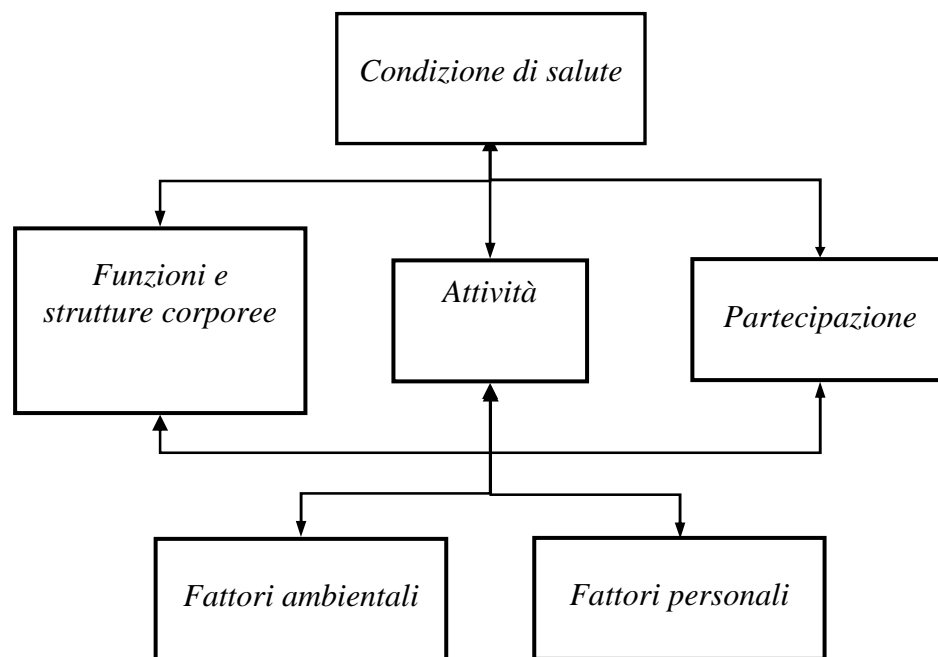 Condizione di salute
Funzioni e
strutture corporee
Attività
Partecipazione
Fattori ambientali
Fattori personali